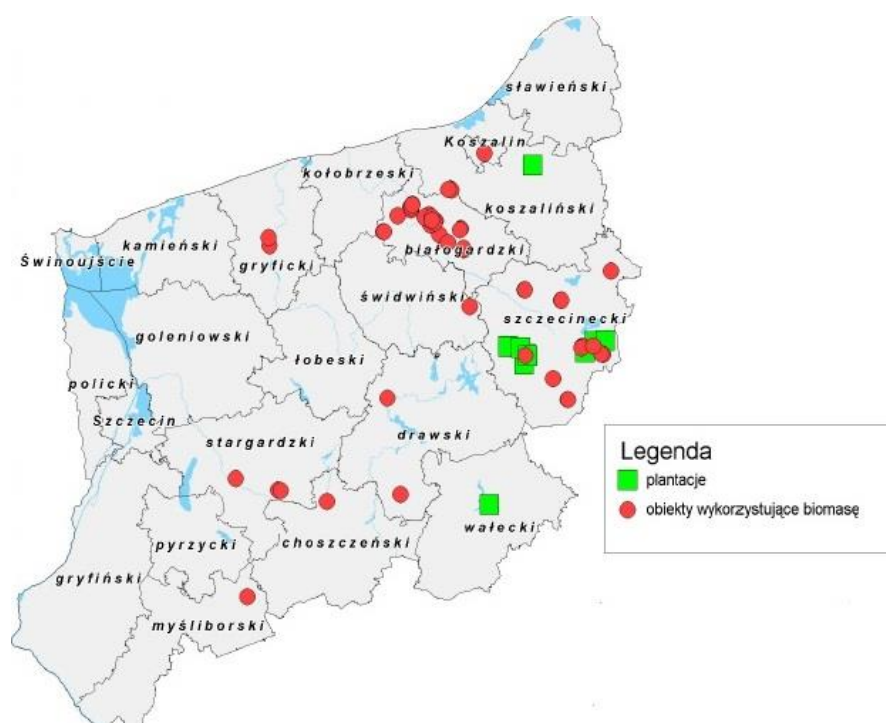 sławieński
Koszalin
kołobrzeski
koszaliński
kamieński
białogardzki
Świnoujście
gryficki
świdwiński
szczecinecki
goleniowski
łobeski
policki
Szczecin
stargardzki
drawski
Legenda
plantacje
obiekty wykorzystujące biomasę
wałecki
pyrzycki
choszczeński
gryfiński
myśliborski